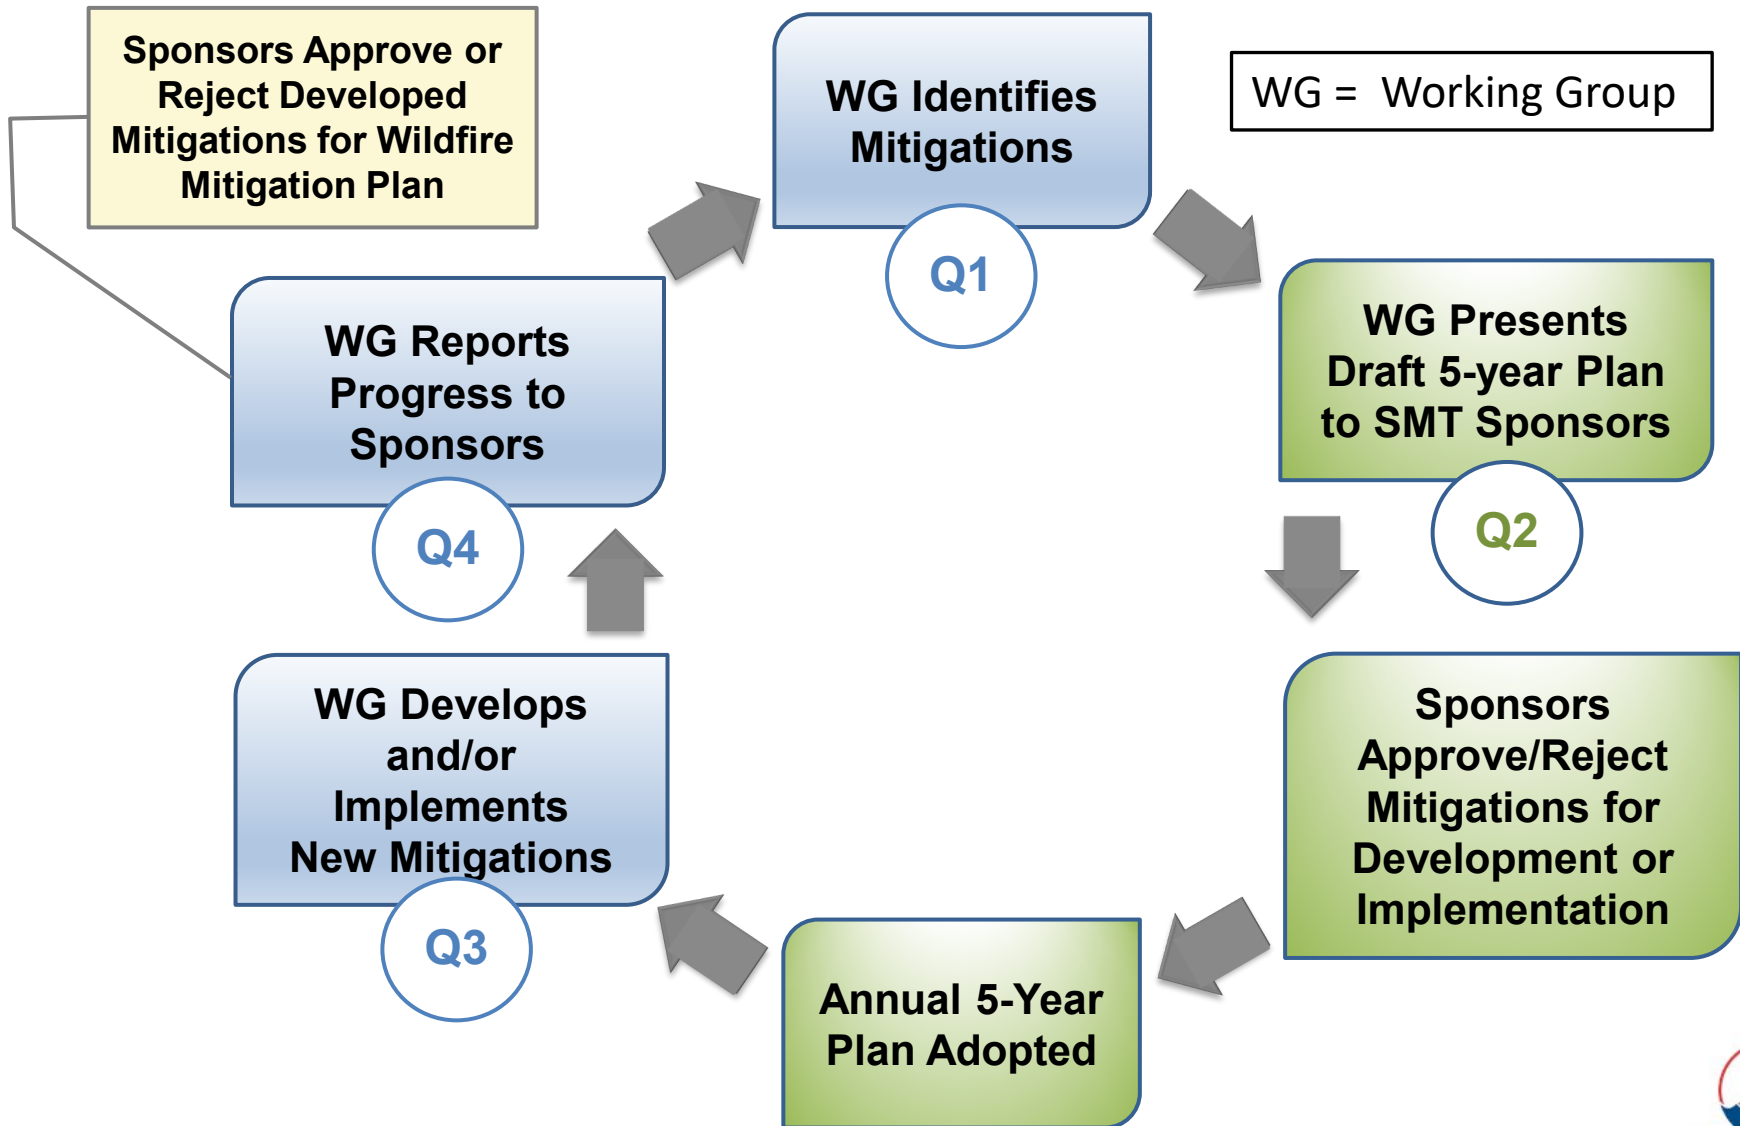 Sponsors Approve or
Reject Developed
Mitigations for Wildfire
Mitigation Plan
WG Identifies
Mitigations
Q1
WG = Working Group
WG Presents
Draft 5-year Plan
to SMT Sponsors
Q2
Sponsors
Approve/Reject
Mitigations for
Development or
Implementation
Annual 5-Year
Plan Adopted
WG Develops
and/or
Implements
New Mitigations
Q3
WG Reports
Progress to
Sponsors
Q4